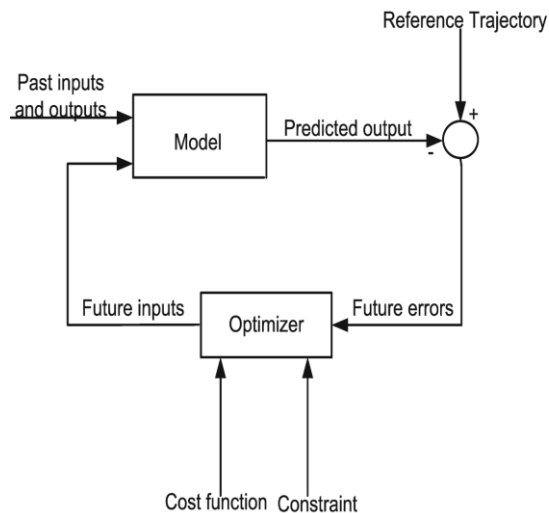 Reference Trajectory
Past inputs
and outputs
+
Model
Predicted output
-
Future inputs
Optimizer
Future errors
Cost function
Constraint